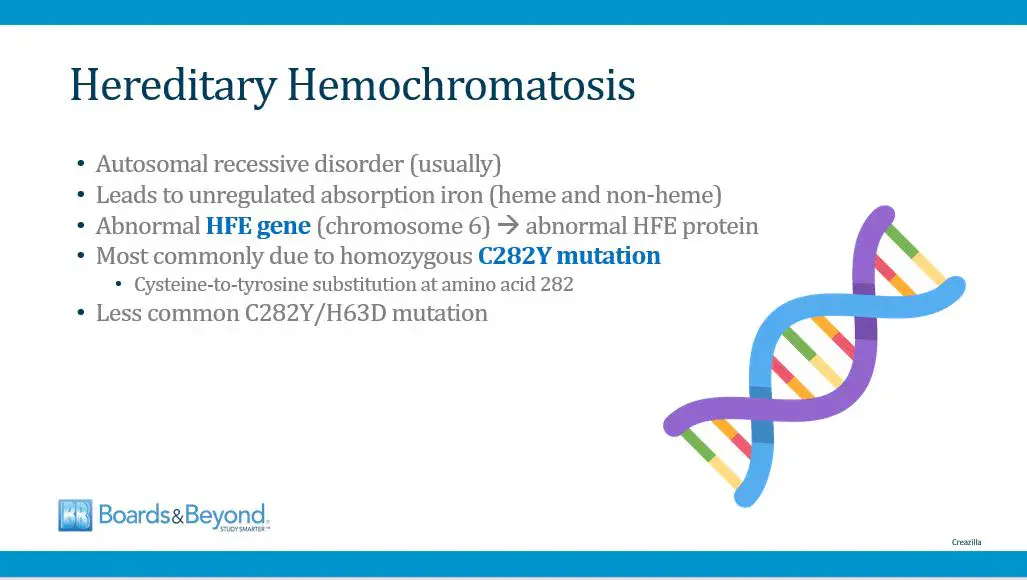 Hereditary Hemochromatosis
• Autosomal recessive disorder (usually)
• Leads to unregulated absorption iron (heme and non-heme)
• Abnormal HFE gene (chromosome 6) → abnormal HFE protein
• Most commonly due to homozygous C282Y mutation
• Cysteine-to-tyrosine substitution at amino acid 282
• Less common C282Y/H63D mutation
BB Boards&Beyond®
STUDY SMARTER™
Creazilla